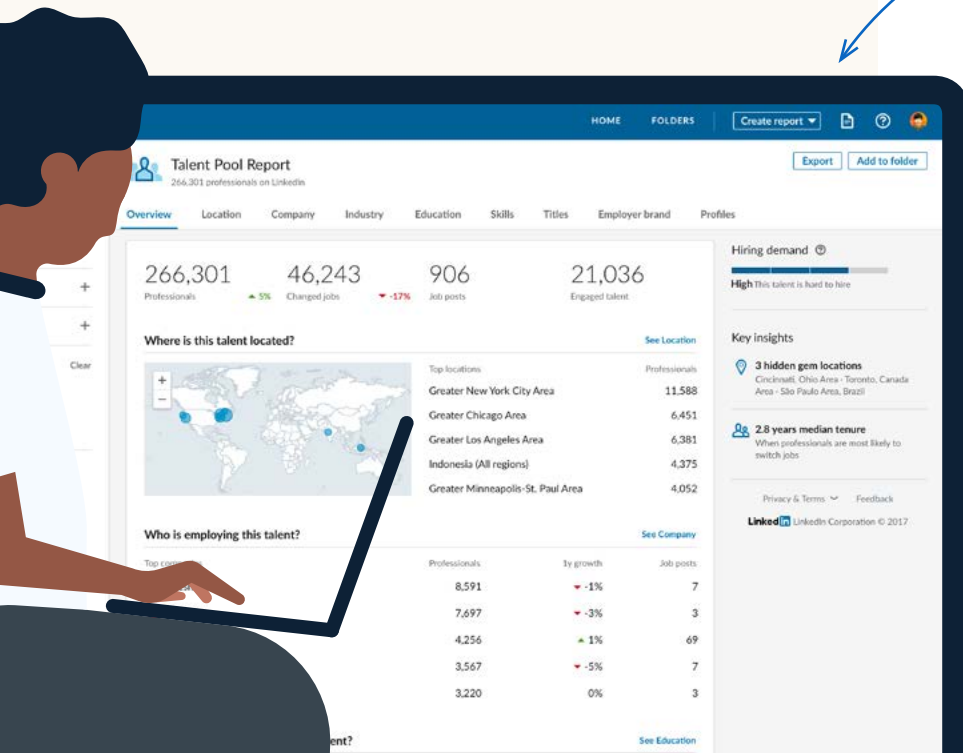 HOME FOLDERS Create report
Talent Pool Report
266,301 professionals on LinkedIn
Export Add to folder
Overview Location Company Industry Education Skills Titles Employer brand Profiles
Clear
266,301 46,243 906 21,036
Professionals 5% Changed jobs -17% Job posts Engaged talent
Where is this talent located? See Location
Top locations Professionals
Greater New York City Area 11,588
Greater Chicago Area 6,451
Greater Los Angeles Area 6,381
Indonesia (All regions) 4,375
Greater Minneapolis-St. Paul Area 4,052
Who is employing this talent? See Company
Top Professionals 1y growth Job posts
8,591 -1% 7
7,697 -3% 3
4,256 1% 69
3,567 -5% 7
3,220 0% 3
ent? See Education
Hiring demand
High This talent is hard to hire
Key insights
3 hidden gem locations
Cincinnati, Ohio Area - Toronto, Canada
Area - São Paulo Area, Brazil
2.8 years median tenure
When professionals are most likely to
switch jobs
Privacy & Terms Feedback
LinkedIn LinkedIn Corporation © 2017